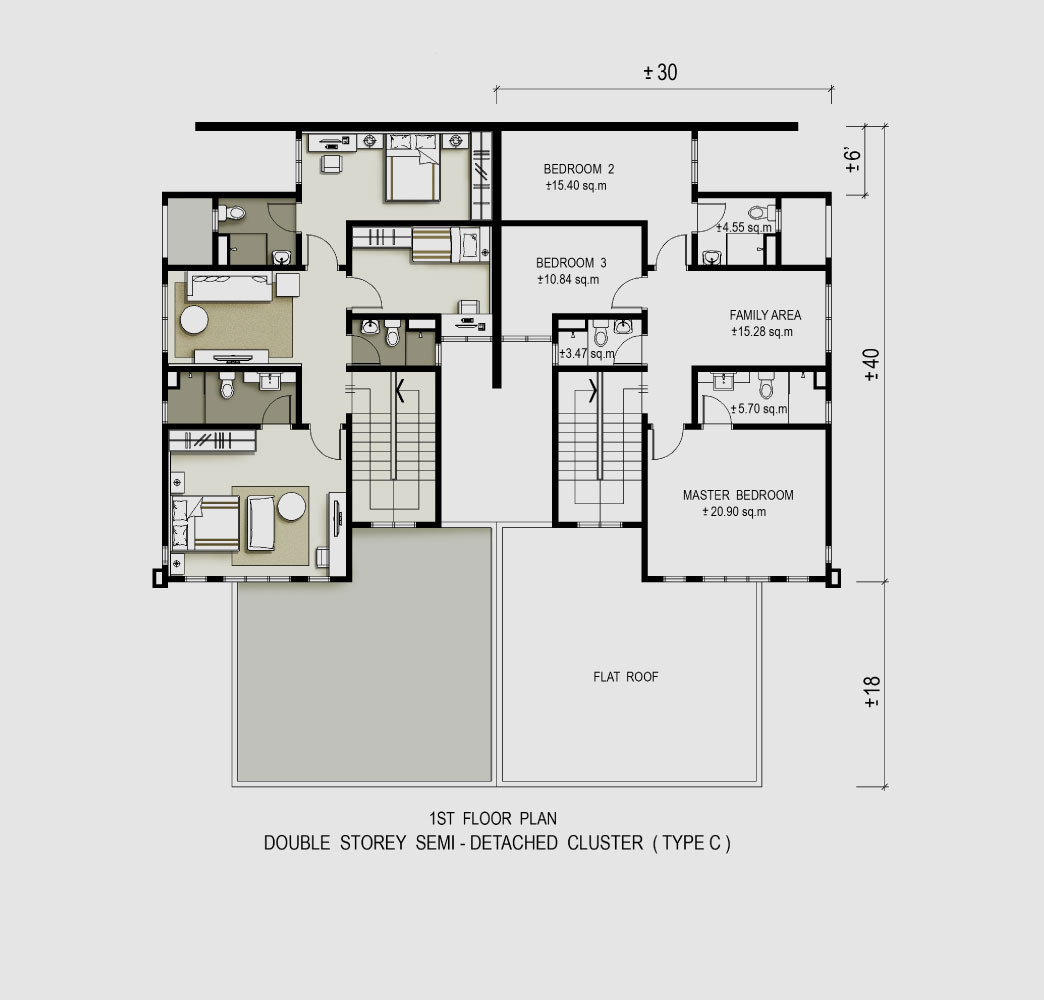 ± 30
±6'
BEDROOM 2
±15.40 sq.m
±4.55 sq.m
BEDROOM 3
±10.84 sq.m
FAMILY AREA
±15.28 sq.m
±3.47 sq.m
±40
±5.70 sq.m
MASTER BEDROOM
± 20.90 sq.m
FLAT ROOF
±18
1ST FLOOR PLAN
DOUBLE STOREY SEMI - DETACHED CLUSTER ( TYPE C )